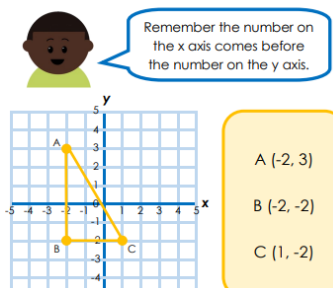 Remember the number on
the x axis comes before
the number on the y axis.
y
5
4
3
2
1
0
-5 -4 -3 -2 -1 1 2 3 4 5 x
-1
-2
-3
-4
A
B
C
A (-2, 3)
B (-2, -2)
C (1, -2)